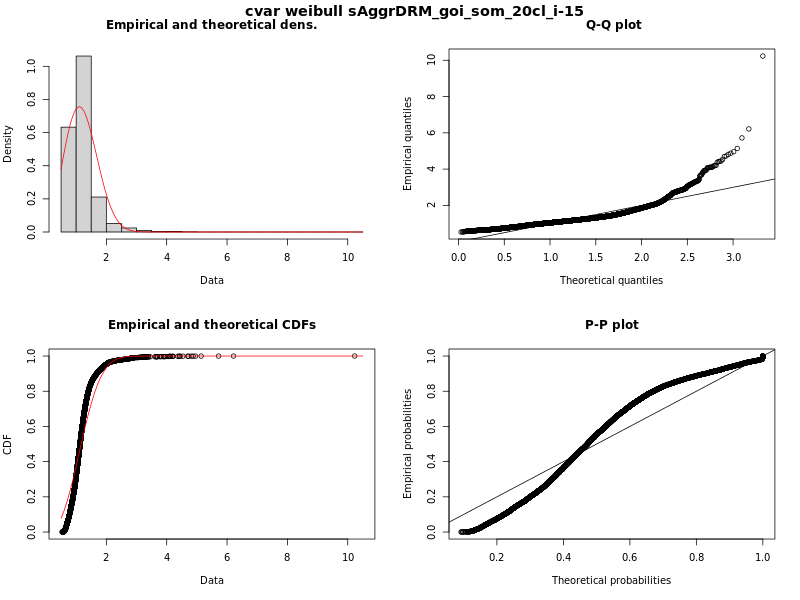 cvar weibull sAggrDRM_goi_som_20cl_i-15
Empirical and theoretical dens.
Density
0.0 0.2 0.4 0.6 0.8 1.0
2 4 6 8 10
Data
Q-Q plot
Empirical quantiles
2 4 6 8 10
0.0 0.5 1.0 1.5 2.0 2.5 3.0
Theoretical quantiles
Empirical and theoretical CDFs
CDF
0.0 0.2 0.4 0.6 0.8 1.0
2 4 6 8 10
Data
P-P plot
Empirical probabilities
0.0 0.2 0.4 0.6 0.8 1.0
0.2 0.4 0.6 0.8 1.0
Theoretical probabilities